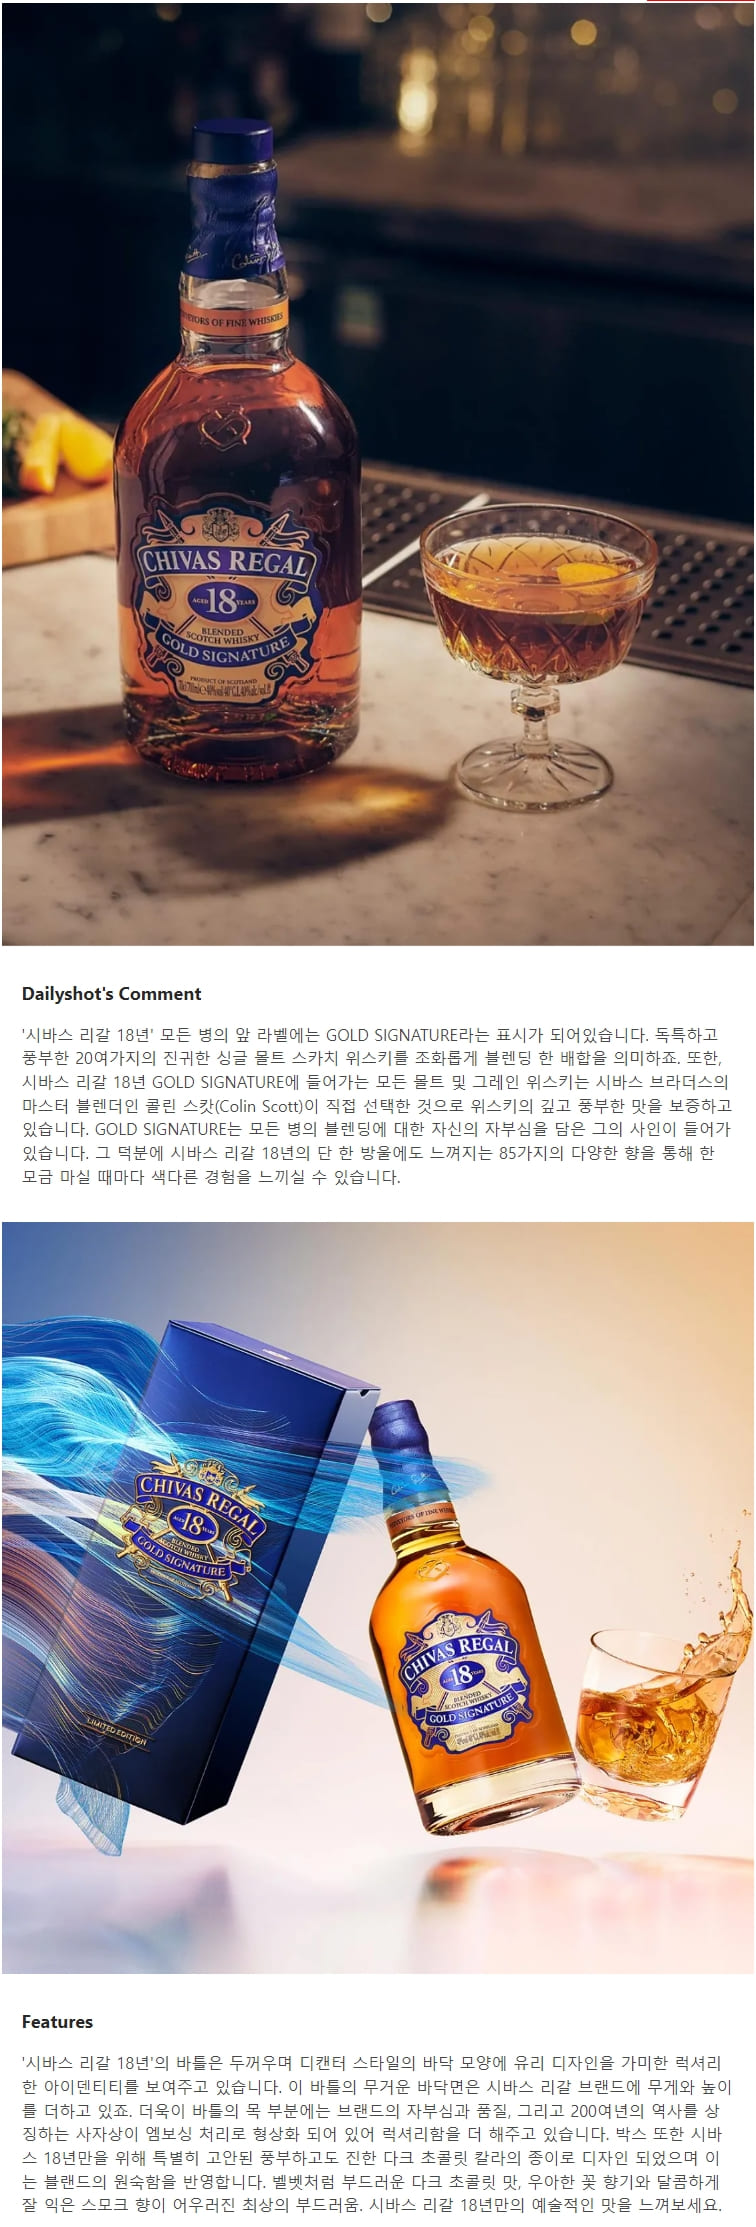 Colin Scott
VEYORS OF FINE WHISKIES
CHIVAS REGAL
AGED 18 YEARS
BLENDED
SCOTCH WHISKY
GOLD SIGNATURE
PRODUCT OF SCOTLAND
Dailyshot's Comment
'시바스 리갈 18년' 모든 병의 앞 라벨에는 GOLD SIGNATURE라는 표시가 되어있습니다. 독특하고
풍부한 20여가지의 진귀한 싱글 몰트 스카치 위스키를 조화롭게 블렌딩 한 배합을 의미하죠. 또한,
시바스 리갈 18년 GOLD SIGNATURE에 들어가는 모든 몰트 및 그레인 위스키는 시바스 브라더스의
마스터 블렌더인 콜린 스캇(Colin Scott)이 직접 선택한 것으로 위스키의 깊고 풍부한 맛을 보증하고
있습니다. GOLD SIGNATURE는 모든 병의 블렌딩에 대한 자신의 자부심을 담은 그의 사인이 들어가
있습니다. 그 덕분에 시바스 리갈 18년의 단 한 방울에도 느껴지는 85가지의 다양한 향을 통해 한
모금 마실 때마다 색다른 경험을 느끼실 수 있습니다.
CHIVAS REGAL
AGED 18 YEARS
BLENDED
SCOTCH WHISKY
GOLD SIGNATURE
LIMITED EDITION
VEYORS OF FINE WHISK
CHIVAS REGAL
AGED 18 YEARS
BLENDED
SCOTCH WHISKY
GOLD SIGNATURE
Features
'시바스 리갈 18년'의 바틀은 두꺼우며 디캔터 스타일의 바닥 모양에 유리 디자인을 가미한 럭셔리
한 아이덴티티를 보여주고 있습니다. 이 바틀의 무거운 바닥면은 시바스 리갈 브랜드에 무게와 높이
를 더하고 있죠. 더욱이 바틀의 목 부분에는 브랜드의 자부심과 품질, 그리고 200여년의 역사를 상
징하는 사자상이 엠보싱 처리로 형상화 되어 있어 럭셔리함을 더 해주고 있습니다. 박스 또한 시바
스 18년만을 위해 특별히 고안된 풍부하고도 진한 다크 초콜릿 칼라의 종이로 디자인 되었으며 이
는 블랜드의 원숙함을 반영합니다. 벨벳처럼 부드러운 다크 초콜릿 맛, 우아한 꽃 향기와 달콤하게
잘 익은 스모크 향이 어우러진 최상의 부드러움. 시바스 리갈 18년만의 예술적인 맛을 느껴보세요.